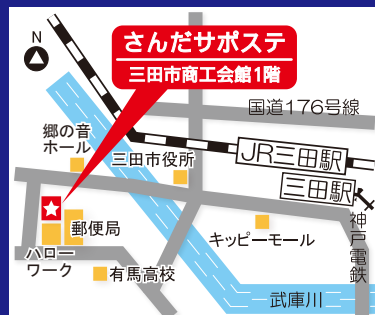 N
さんだサポステ
三田市商工会館1階
国道176号線
郷の音
ホール
三田市役所
JR三田駅
三田駅
神戸電鉄
郵便局
ハロー
ワーク
キッピーモール
有馬高校
武庫川